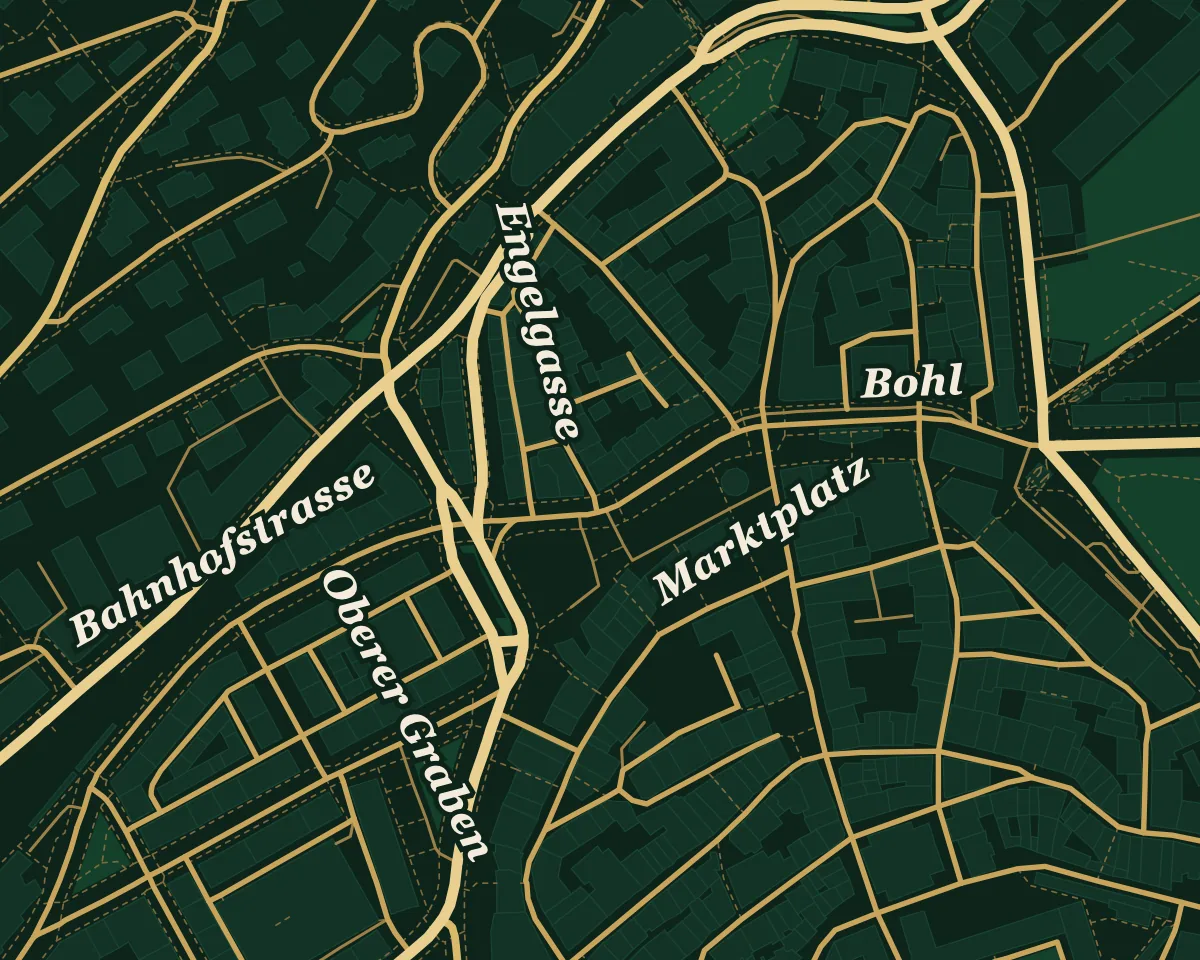 Engelgasse
Bohl
Marktplatz
Bahnhofstrasse
Oberer Graben